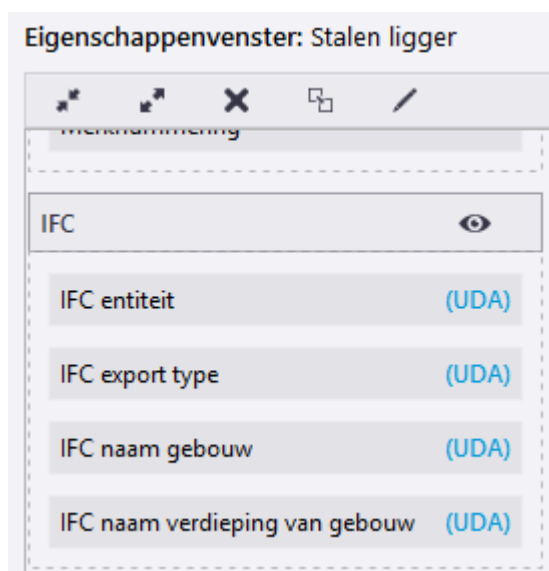 Eigenschappenvenster: Stalen ligger
Merknummering
IFC
IFC entiteit (UDA)
IFC export type (UDA)
IFC naam gebouw (UDA)
IFC naam verdieping van gebouw (UDA)